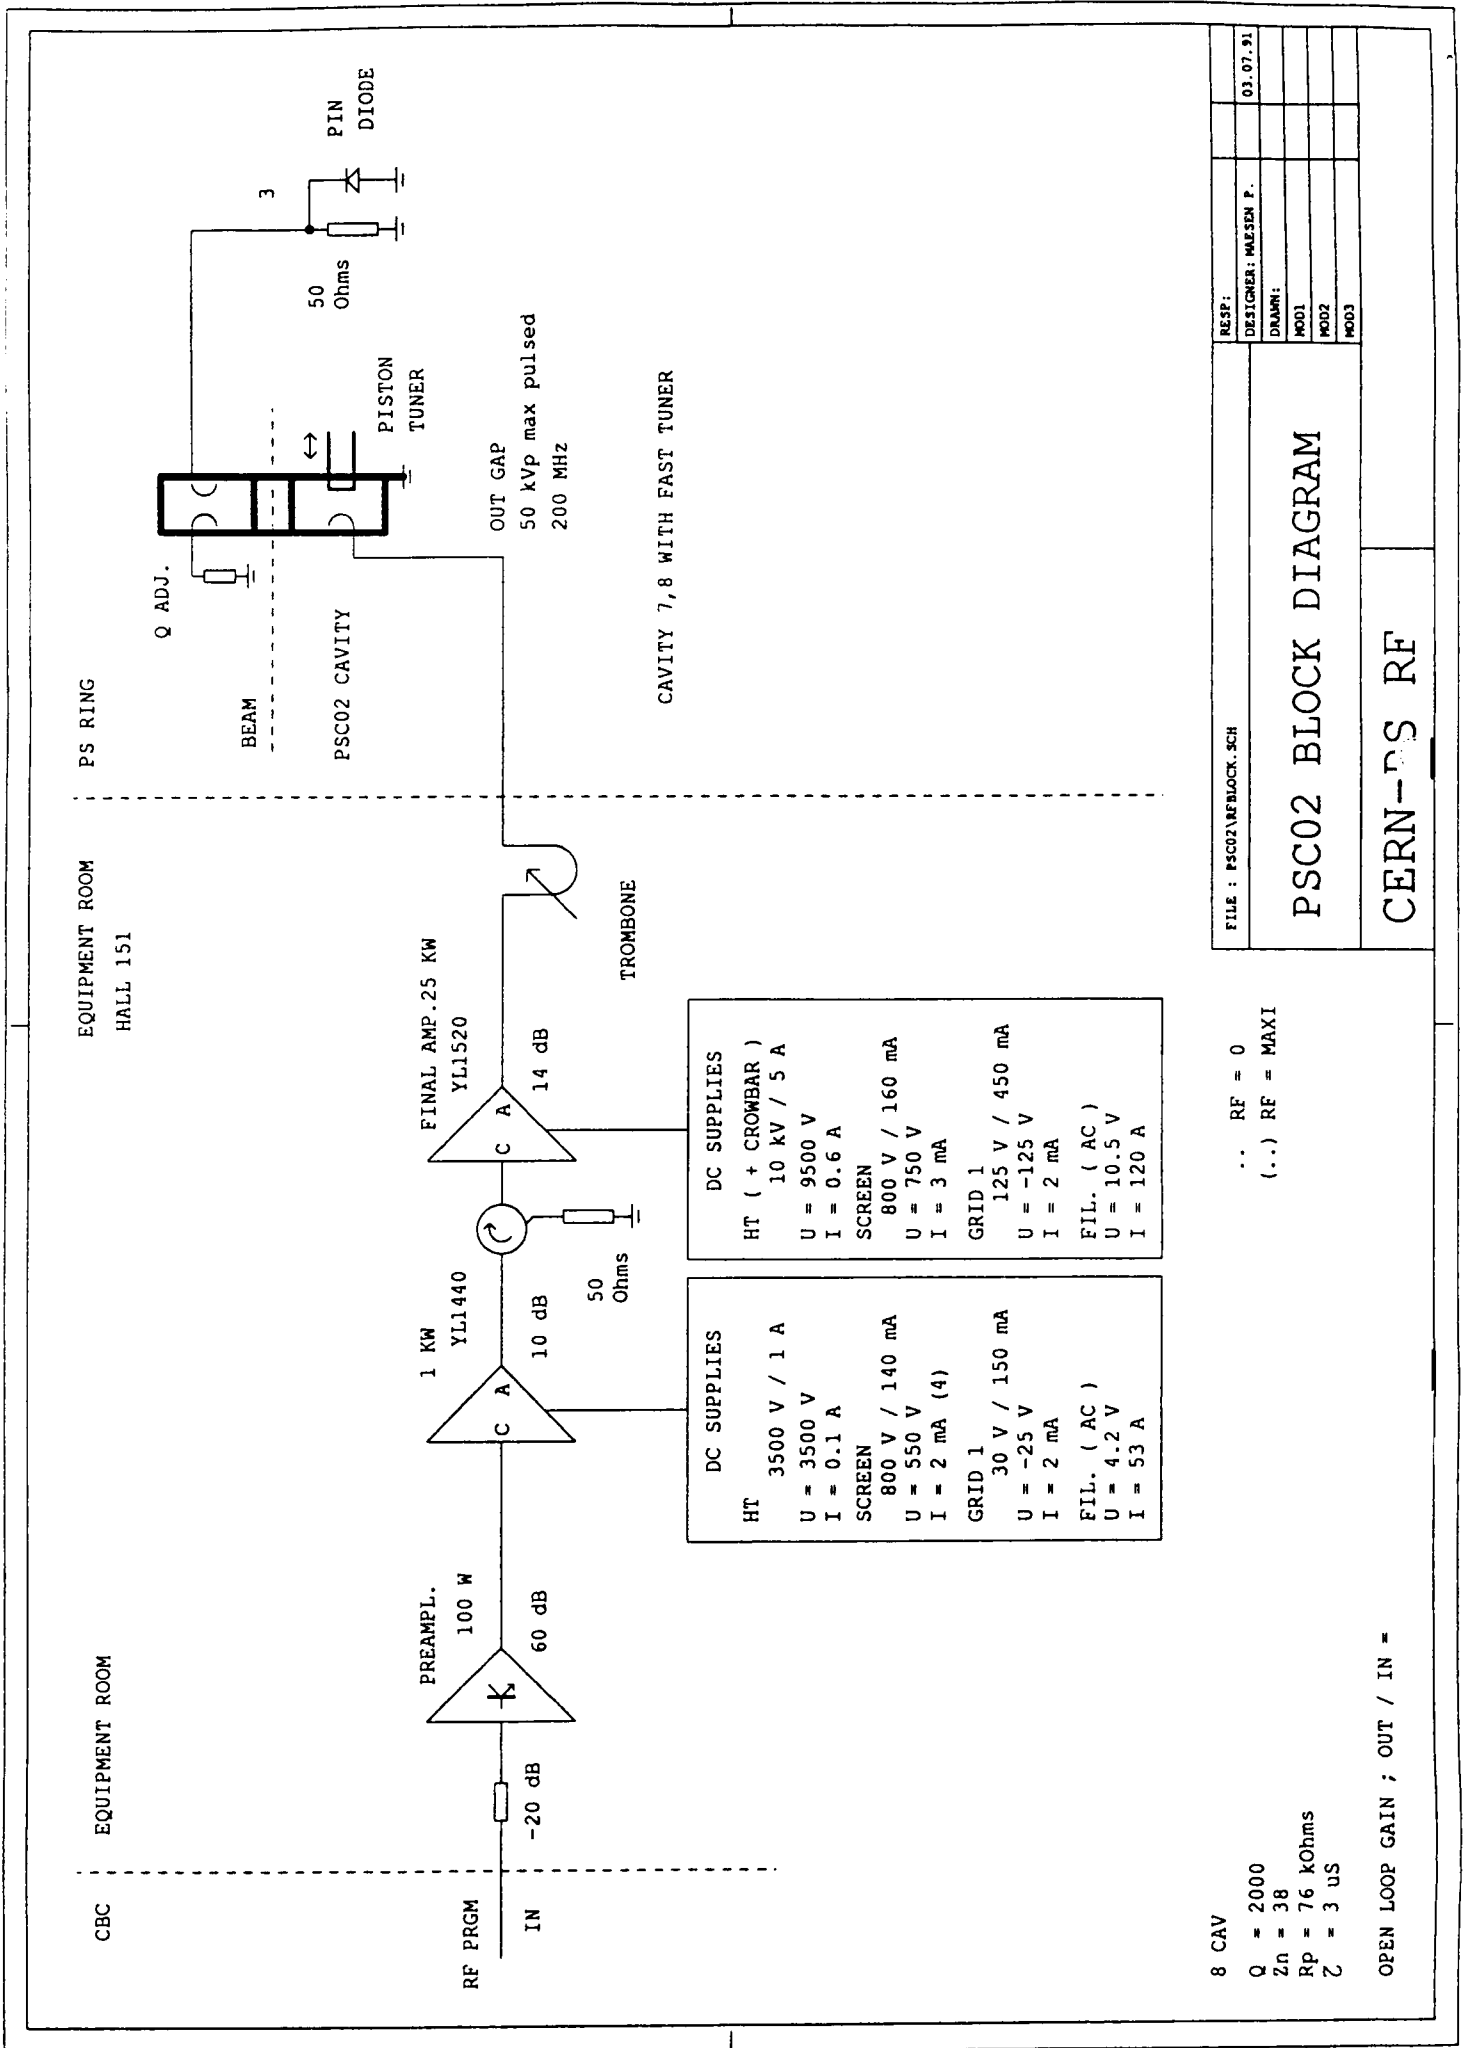 CBC
EQUIPMENT ROOM
EQUIPMENT ROOM
HALL 151
PS RING
RF PRGM
IN
-20 dB
PREAMPL.
100 W
60 dB
1 KW
YL1440
C A
10 dB
50
Ohms
FINAL AMP.25 KW
YL1520
C A
14 dB
TROMBONE
Q ADJ.
BEAM
PSC02 CAVITY
PISTON
TUNER
OUT GAP
50 kVp max pulsed
200 MHz
50
Ohms
3
PIN
DIODE
CAVITY 7,8 WITH FAST TUNER
DC SUPPLIES
HT
3500 V / 1 A
U = 3500 V
I = 0.1 A
SCREEN
800 V / 140 mA
U = 550 V
I = 2 mA (4)
GRID 1
30 V / 150 mA
U = -25 V
I = 2 mA
FIL. ( AC )
U = 4.2 V
I = 53 A
DC SUPPLIES
HT ( + CROWBAR )
10 kV / 5 A
U = 9500 V
I = 0.6 A
SCREEN
800 V / 160 mA
U = 750 V
I = 3 mA
GRID 1
125 V / 450 mA
U = -125 V
I = 2 mA
FIL. ( AC )
U = 10.5 V
I = 120 A
8 CAV
Q = 2000
Zn = 38
Rp = 76 kOhms
Z = 3 uS
OPEN LOOP GAIN ; OUT / IN =
.. RF = 0
(..) RF = MAXI
FILE : PSC02\RFBLOCK.SCH
PSC02 BLOCK DIAGRAM
CERN-PS RF
RESP:
DESIGNER: MAESEN P. 03.07.91
DRAWN:
MOD1
MOD2
MOD3